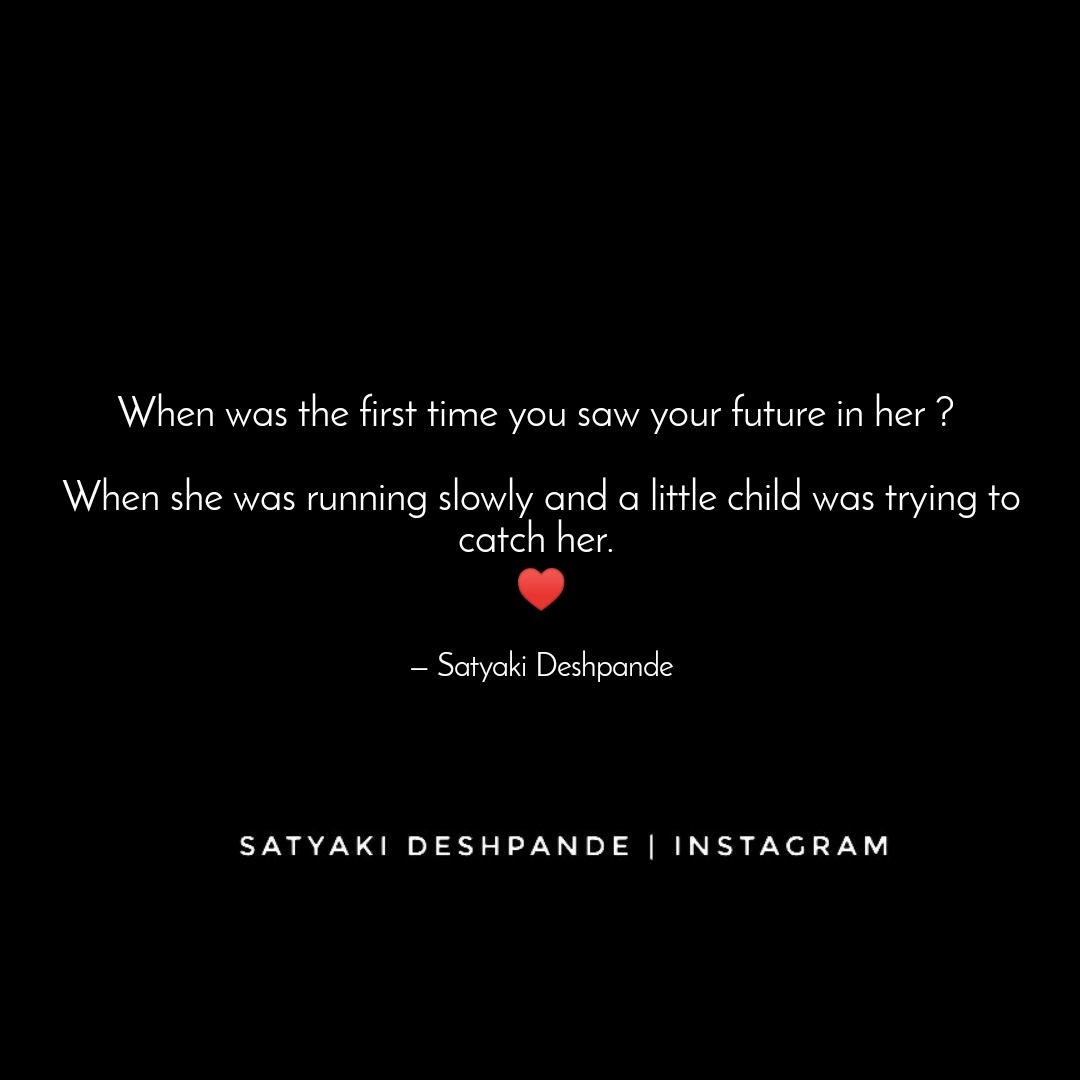 When was the first time you saw your future in her ?
When she was running slowly and a little child was trying to
catch her.
♥️
– Satyaki Deshpande
SATYAKI DESHPANDE | INSTAGRAM